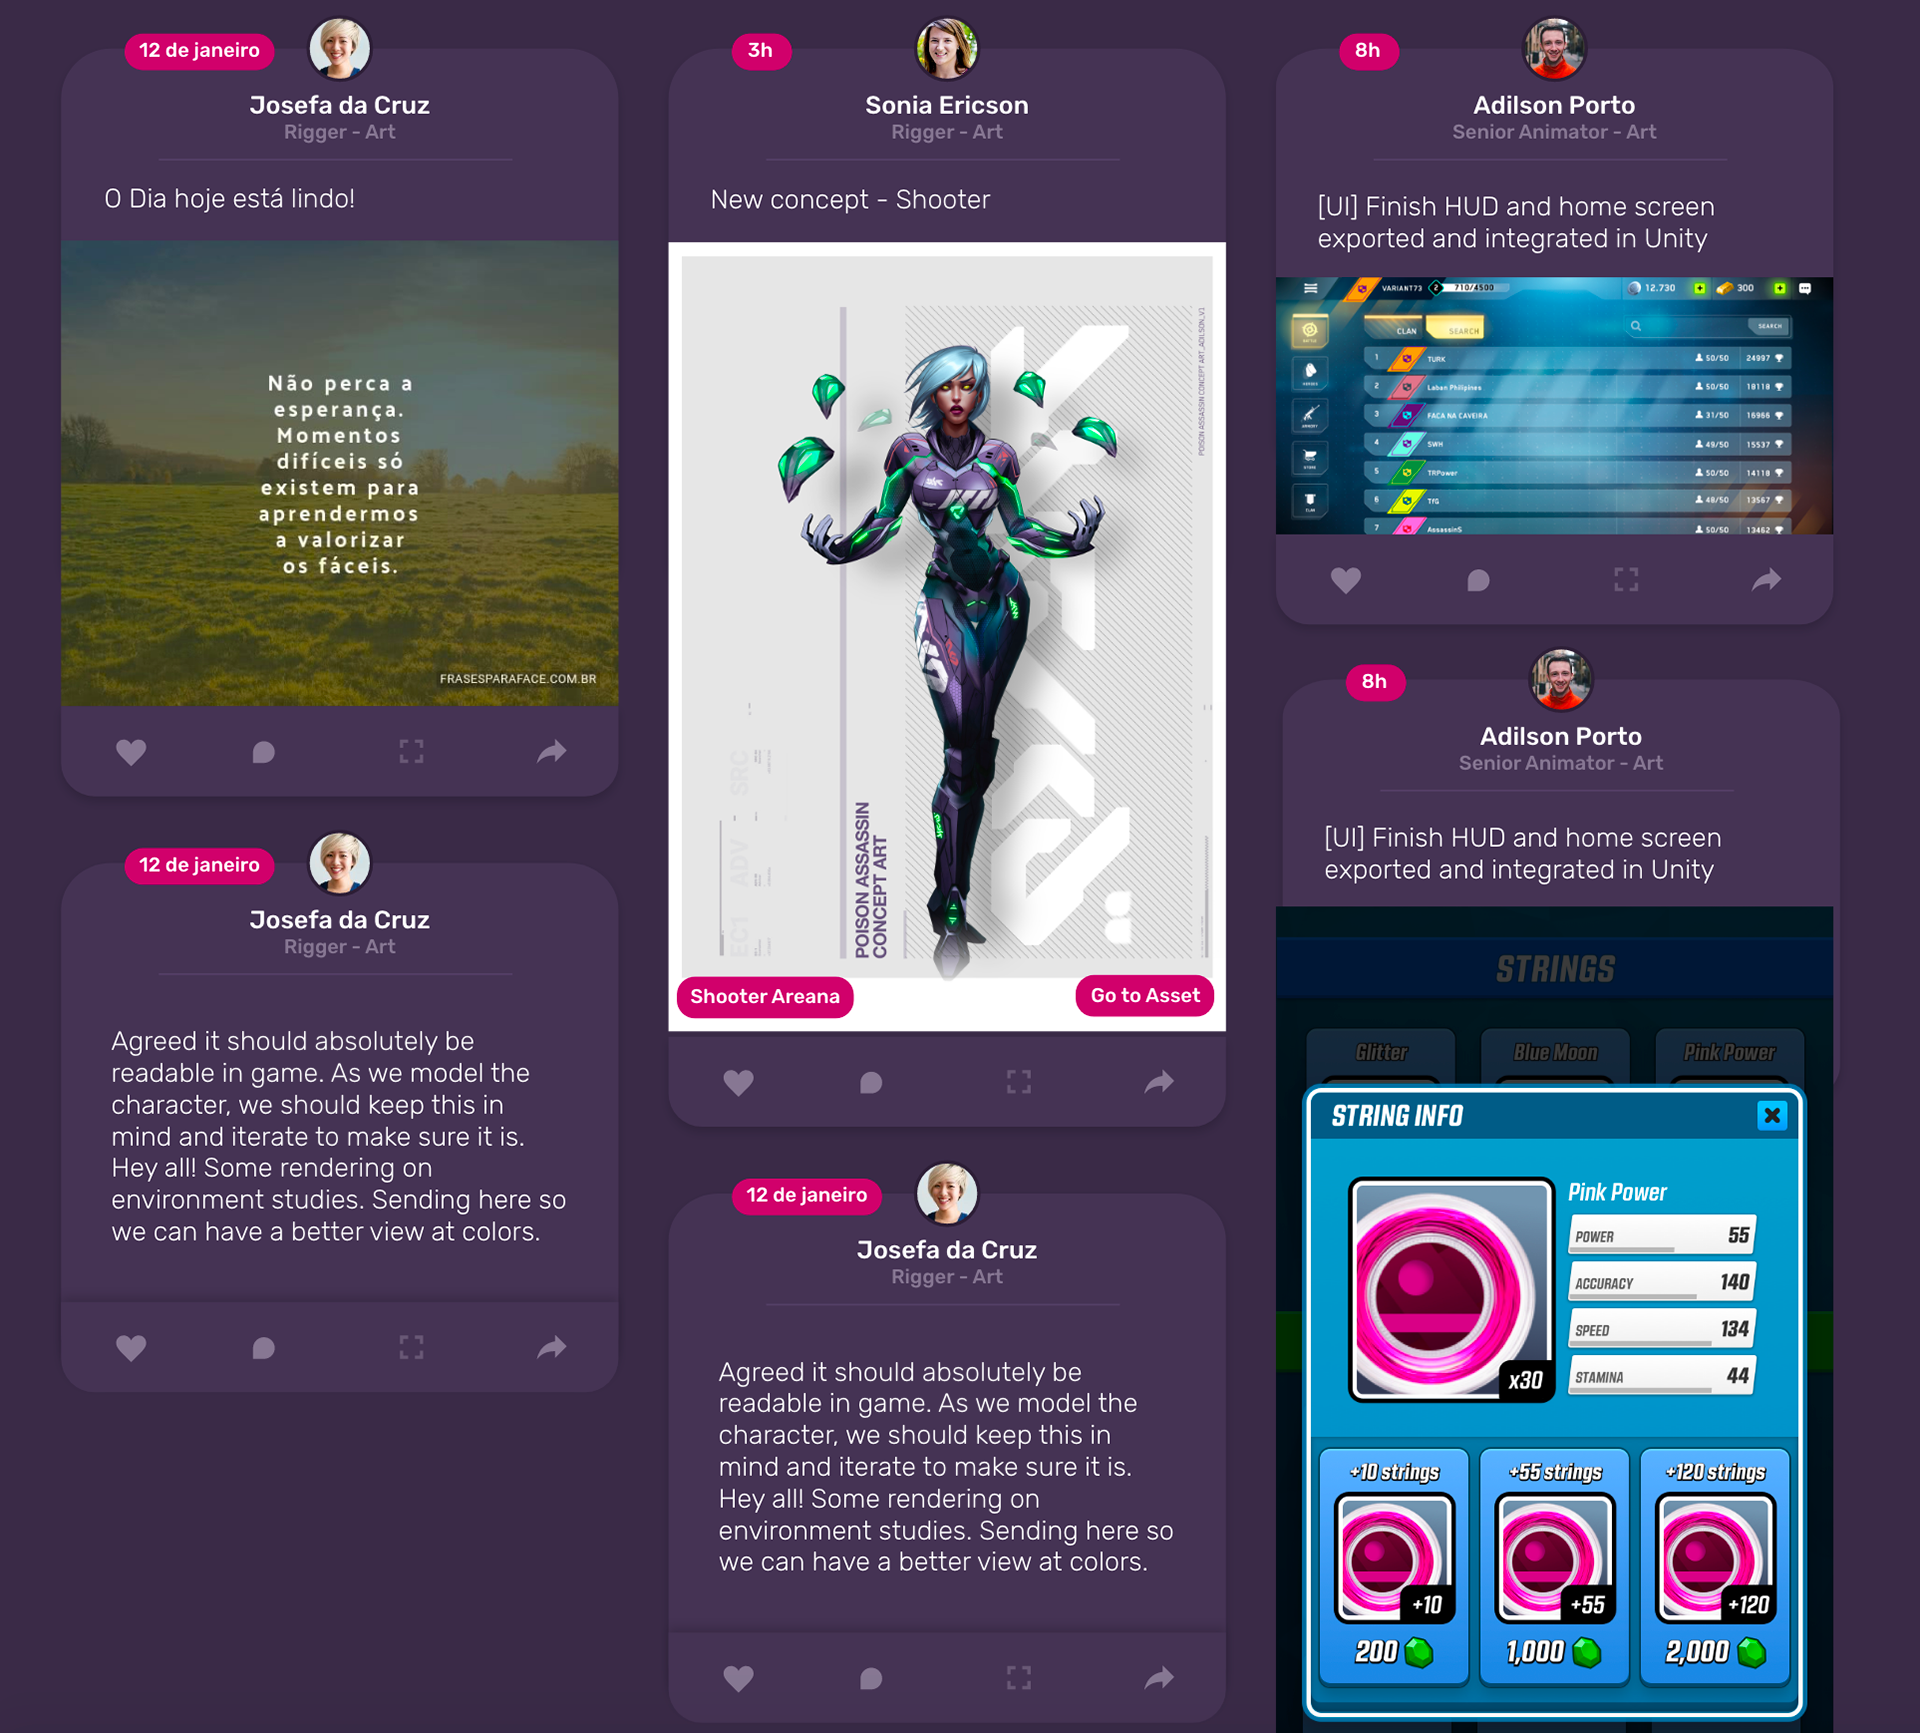 12 de janeiro
Josefa da Cruz
Rigger - Art
O Dia hoje está lindo!
Não perca a
esperança.
Momentos
difíceis só
existem para
aprendermos
a valorizar
os fáceis.
FRASESPARAFACE.COM.BR
12 de janeiro
Josefa da Cruz
Rigger - Art
Agreed it should absolutely be
readable in game. As we model the
character, we should keep this in
mind and iterate to make sure it is.
Hey all! Some rendering on
environment studies. Sending here so
we can have a better view at colors.
3h
Sonia Ericson
Rigger - Art
New concept - Shooter
POISON ASSASSIN CONCEPT ART_ADILSON_V1
EC1 ADV SRC
POISON ASSASSIN
CONCEPT ART
Shooter Areana
Go to Asset
12 de janeiro
Josefa da Cruz
Rigger - Art
Agreed it should absolutely be
readable in game. As we model the
character, we should keep this in
mind and iterate to make sure it is.
Hey all! Some rendering on
environment studies. Sending here so
we can have a better view at colors.
8h
Adilson Porto
Senior Animator - Art
[UI] Finish HUD and home screen
exported and integrated in Unity
VARIANT73 2 710/4500 12.730 300
CLAN SEARCH SEARCH
1 TURK 50/50 24997
2 Laban Philipines 50/50 18118
3 FACA NA CAVEIRA 31/50 16966
4 SWH 49/50 15537
5 TRPower 50/50 14118
6 TfG 48/50 13567
7 AssassinS 50/50 13462
8h
Adilson Porto
Senior Animator - Art
[UI] Finish HUD and home screen
exported and integrated in Unity
STRINGS
Glitter Blue Moon Pink Power
STRING INFO
Pink Power
POWER 55
ACCURACY 140
SPEED 134
STAMINA 44
x30
+10 strings +55 strings +120 strings
+10 +55 +120
200 1,000 2,000